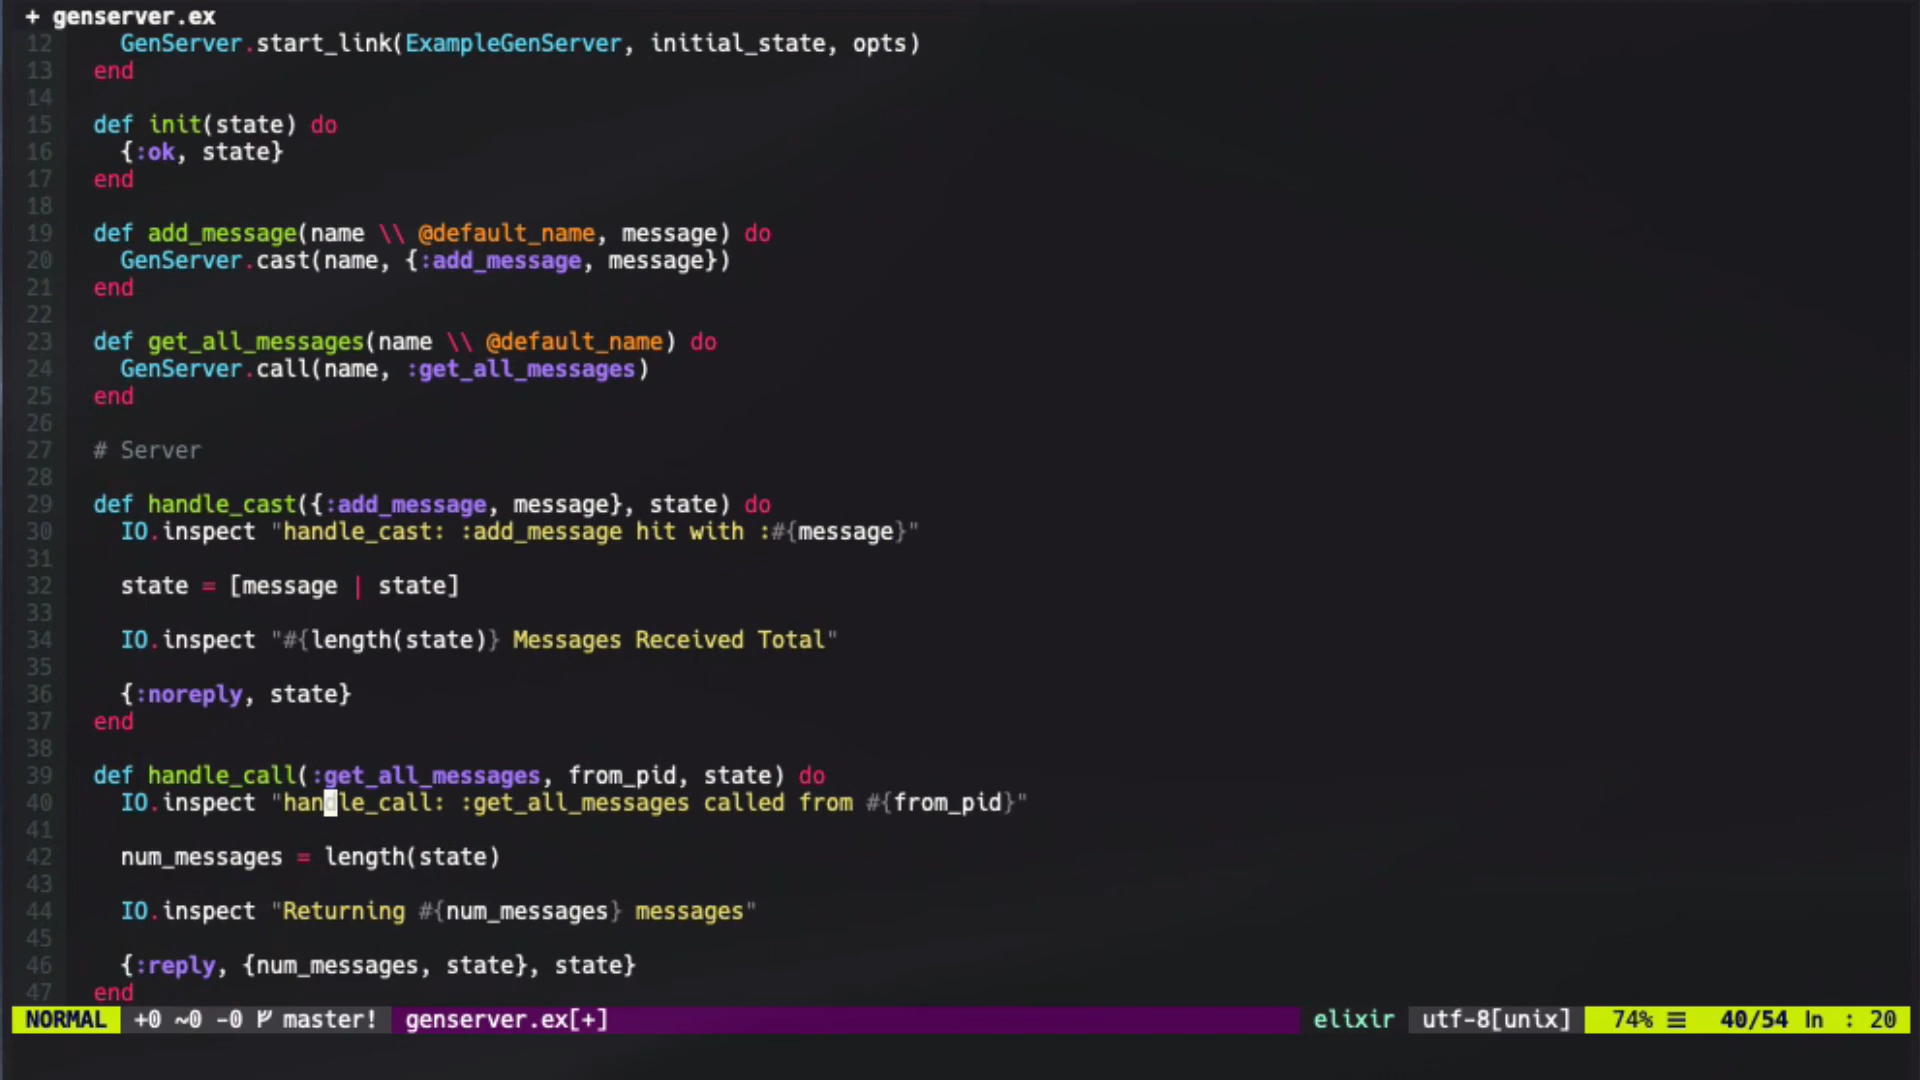 + genserver.ex
12 GenServer.start_link(ExampleGenServer, initial_state, opts)
13 end
14
15 def init(state) do
16 {:ok, state}
17 end
18
19 def add_message(name \\ @default_name, message) do
20 GenServer.cast(name, {:add_message, message})
21 end
22
23 def get_all_messages(name \\ @default_name) do
24 GenServer.call(name, :get_all_messages)
25 end
26
27 # Server
28
29 def handle_cast({:add_message, message}, state) do
30 IO.inspect "handle_cast: :add_message hit with :#{message}"
31
32 state = [message | state]
33
34 IO.inspect "#{length(state)} Messages Received Total"
35
36 {:noreply, state}
37 end
38
39 def handle_call(:get_all_messages, from_pid, state) do
40 IO.inspect "handle_call: :get_all_messages called from #{from_pid}"
41
42 num_messages = length(state)
43
44 IO.inspect "Returning #{num_messages} messages"
45
46 {:reply, {num_messages, state}, state}
47 end
NORMAL +0 ~0 -0 master! genserver.ex[+] elixir utf-8[unix] 74% ☰ 40/54 ln : 20